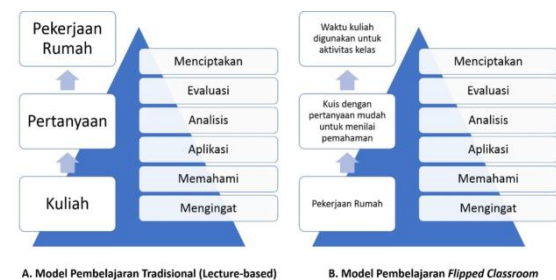 Pekerjaan
Rumah
Pertanyaan
Kuliah
Menciptakan
Evaluasi
Analisis
Aplikasi
Memahami
Mengingat
A. Model Pembelajaran Tradisional (Lecture-based)
Waktu kuliah
digunakan untuk
aktivitas kelas
Kuis dengan
pertanyaan mudah
untuk menilai
pemahaman
Pekerjaan Rumah
Menciptakan
Evaluasi
Analisis
Aplikasi
Memahami
Mengingat
B. Model Pembelajaran Flipped Classroom